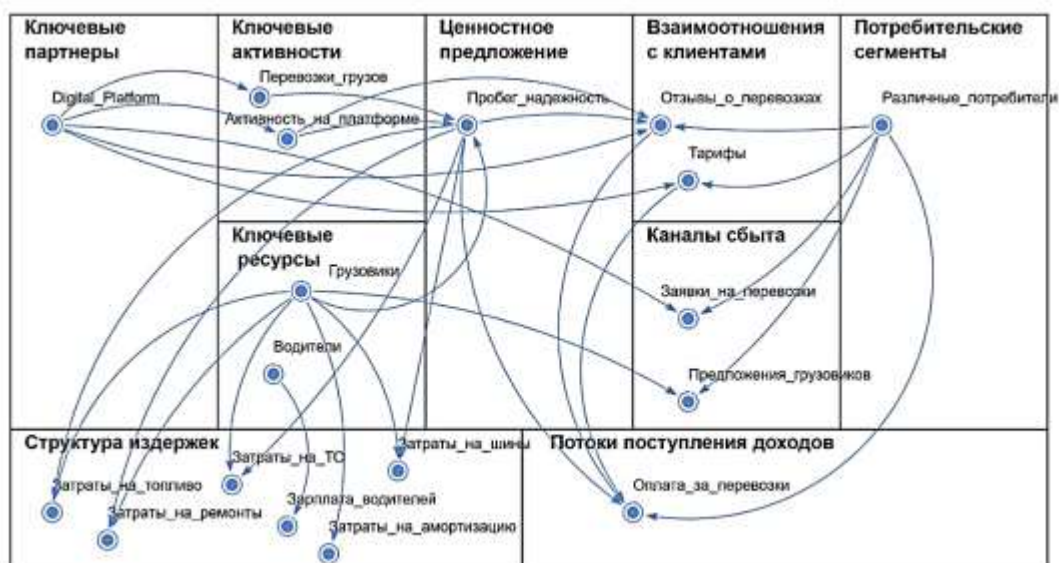 Ключевые
партнеры
Digital_Platform
Ключевые
активности
Перевозки_грузов
Активность_на_платформе
Ключевые
ресурсы
Грузовики
Водители
Ценностное
предложение
Пробег_надежность
Взаимоотношения
с клиентами
Отзывы_о_перевозках
Тарифы
Каналы сбыта
Заявки_на_перевозки
Предложения_грузовиков
Потребительские
сегменты
Различные_потребители
Структура издержек
Затраты_на_шины
Затраты_на_ТО
Затраты_на_топливо
Зарплата_водителей
Затраты_на_ремонты
Затраты_на_амортизацию
Потоки поступления доходов
Оплата_за_перевозки